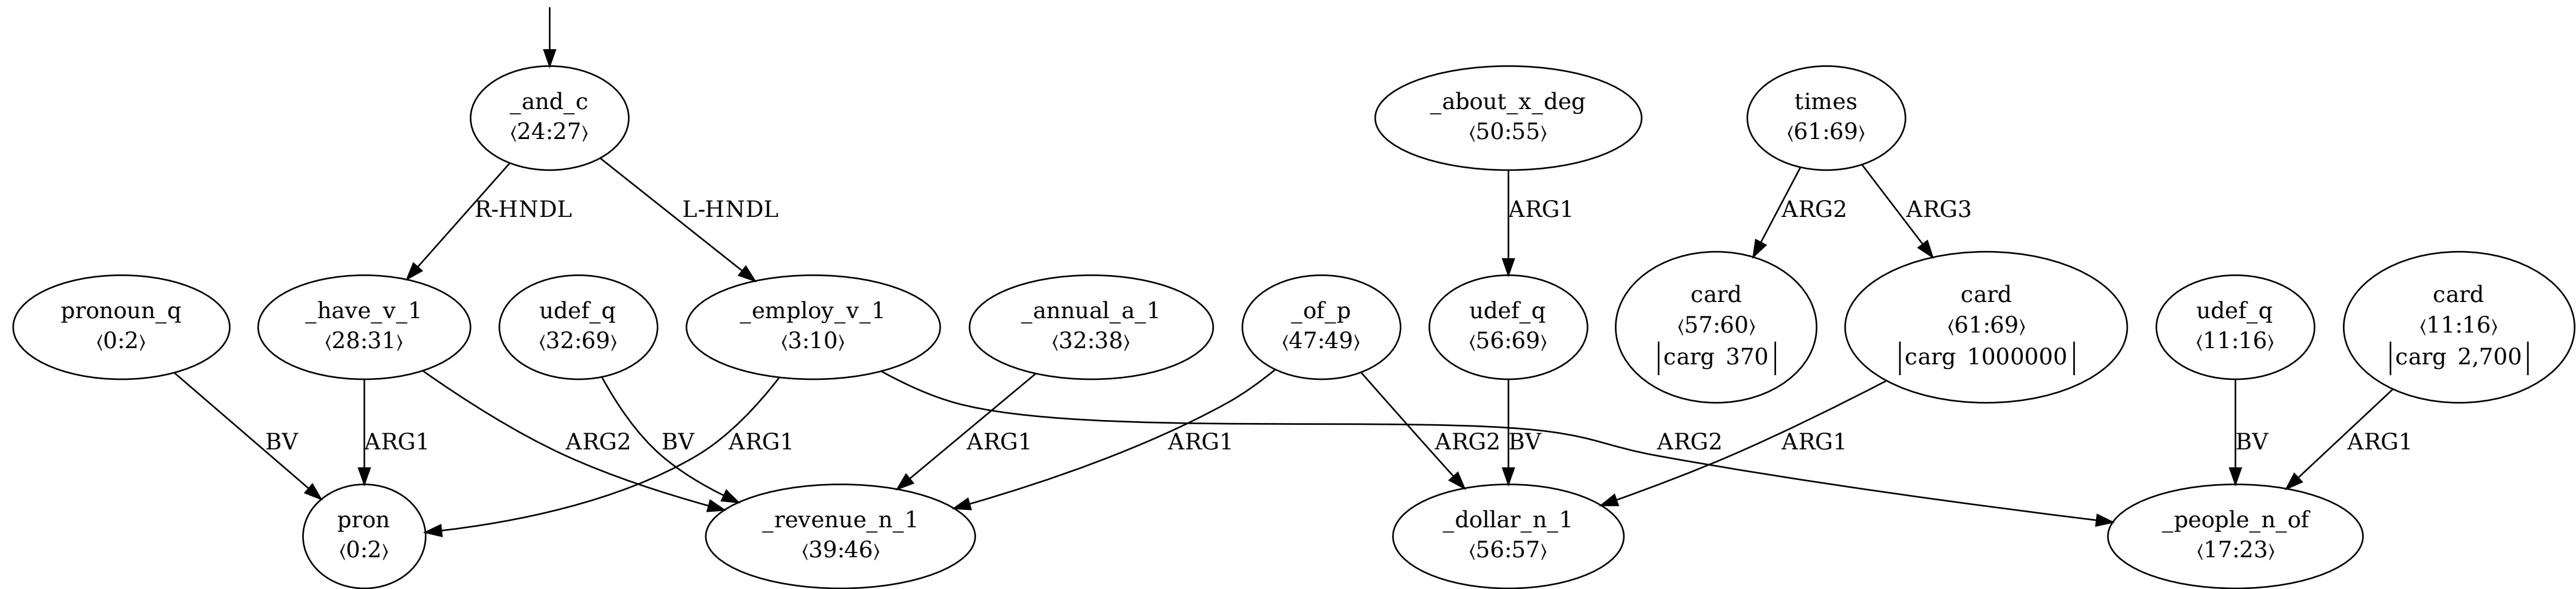 _and_c
⟨24:27⟩
_about_x_deg
⟨50:55⟩
times
⟨61:69⟩
R-HNDL
L-HNDL
ARG1
ARG2
ARG3
pronoun_q
⟨0:2⟩
_have_v_1
⟨28:31⟩
udef_q
⟨32:69⟩
_employ_v_1
⟨3:10⟩
_annual_a_1
⟨32:38⟩
_of_p
⟨47:49⟩
udef_q
⟨56:69⟩
card
⟨57:60⟩
|carg 370|
card
⟨61:69⟩
|carg 1000000|
udef_q
⟨11:16⟩
card
⟨11:16⟩
|carg 2,700|
BV
ARG1
ARG2
BV
ARG1
ARG1
ARG1
ARG2
BV
ARG2
ARG1
BV
ARG1
pron
⟨0:2⟩
_revenue_n_1
⟨39:46⟩
_dollar_n_1
⟨56:57⟩
_people_n_of
⟨17:23⟩